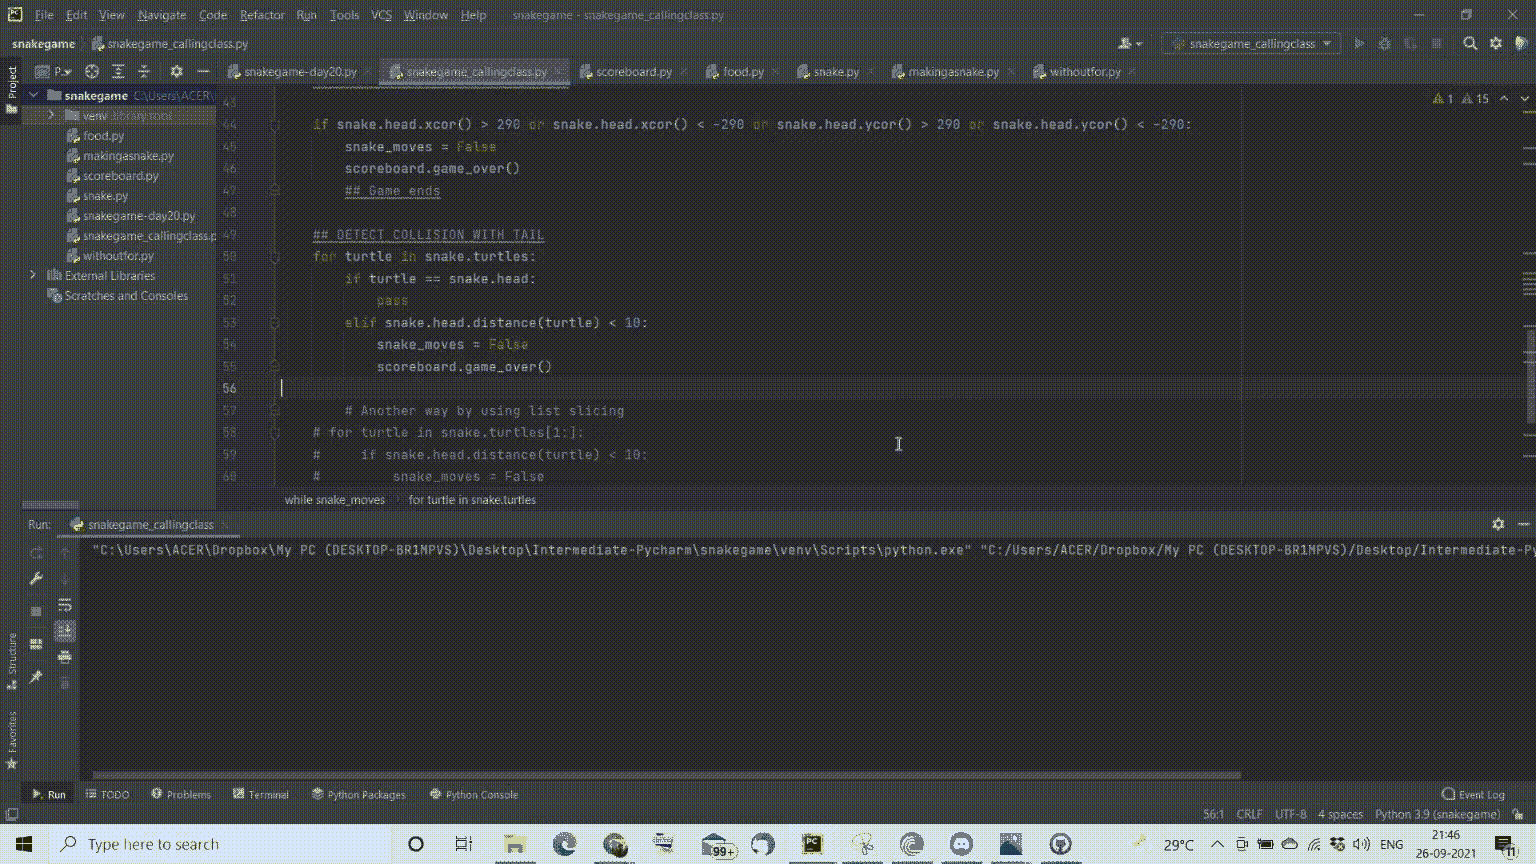 File Edit View Navigate Code Refactor Run Tools VCS Window Help snakegame - snakegame_callingclass.py
snakegame snakegame_callingclass.py snakegame_callingclass
Project
P.. snakegame-day20.py snakegame_callingclass.py scoreboard.py food.py snake.py makingasnake.py withoutfor.py
snakegame C:\Users\ACER\
venv library root
food.py
makingasnake.py
scoreboard.py
snake.py
snakegame-day20.py
snakegame_callingclass.p
withoutfor.py
External Libraries
Scratches and Consoles
1 15
43
44 if snake.head.xcor() > 290 or snake.head.xcor() < -290 or snake.head.ycor() > 290 or snake.head.ycor() < -290:
45 snake_moves = False
46 scoreboard.game_over()
47 ## Game ends
48
49 ## DETECT COLLISION WITH TAIL
50 for turtle in snake.turtles:
51 if turtle == snake.head:
52 pass
53 elif snake.head.distance(turtle) < 10:
54 snake_moves = False
55 scoreboard.game_over()
56
57 # Another way by using list slicing
58 # for turtle in snake.turtles[1:]:
59 # if snake.head.distance(turtle) < 10:
60 # snake_moves = False
while snake_moves for turtle in snake.turtles
Run: snakegame_callingclass
"C:\Users\ACER\Dropbox\My PC (DESKTOP-BR1MPVS)\Desktop\Intermediate-Pycharm\snakegame\venv\Scripts\python.exe" "C:/Users/ACER/Dropbox/My PC (DESKTOP-BR1MPVS)/Desktop/Intermediate-Py
Structure
Favorites
Run TODO Problems Terminal Python Packages Python Console Event Log
56:1 CRLF UTF-8 4 spaces Python 3.9 (snakegame)
Type here to search 99+ PC 29°C ENG 21:46
26-09-2021 11